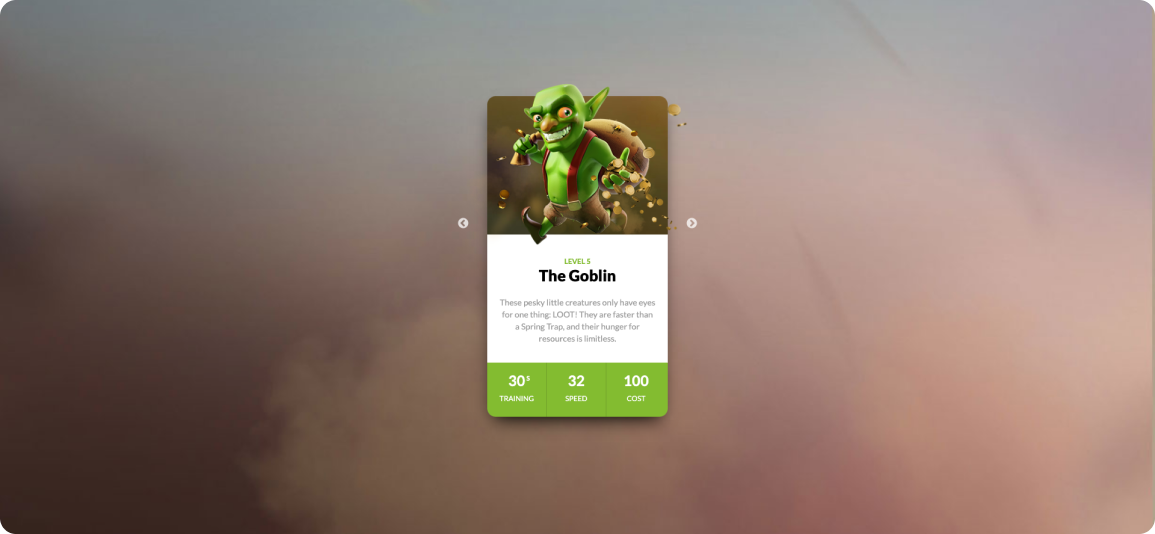 LEVEL 5
The Goblin
These pesky little creatures only have eyes
for one thing: LOOT! They are faster than
a Spring Trap, and their hunger for
resources is limitless.
30S 32 100
TRAINING SPEED COST